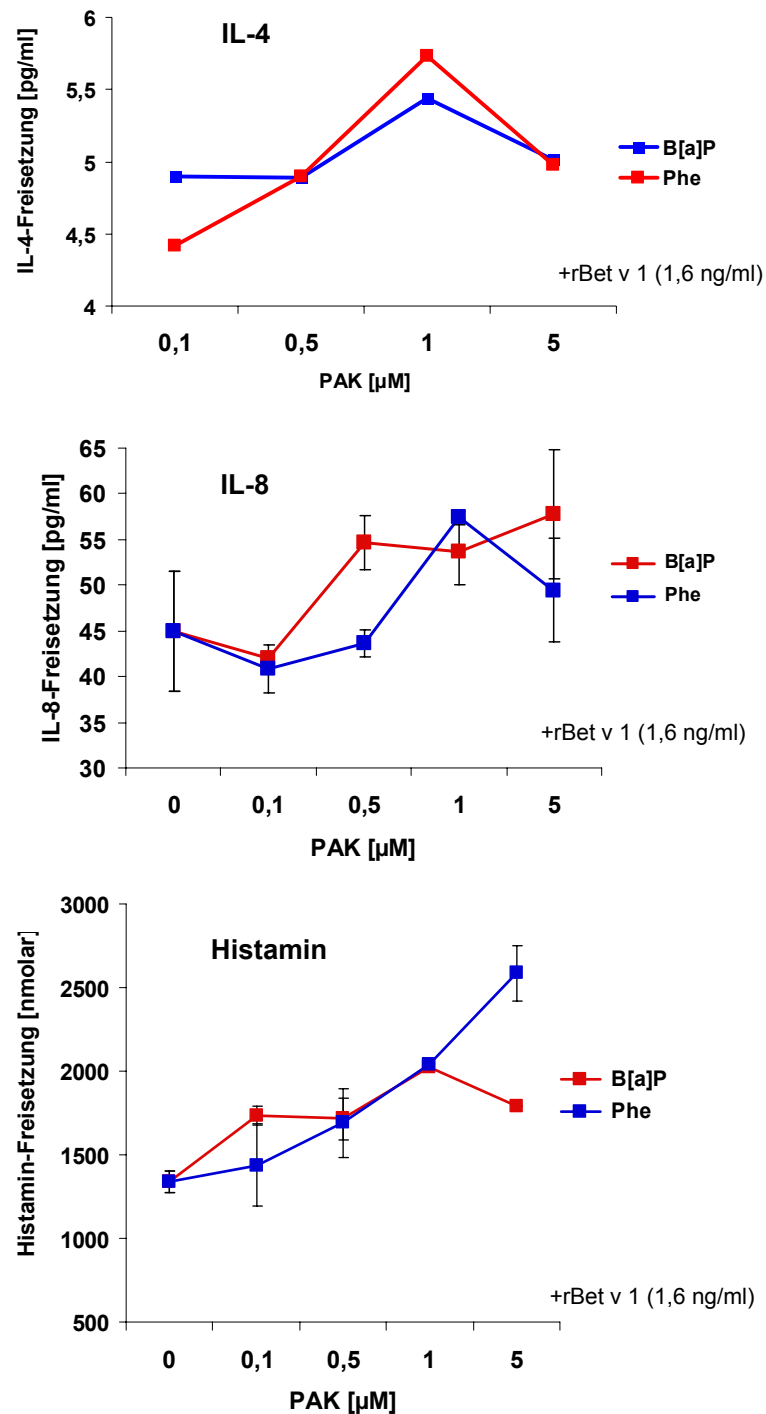 IL-4
IL-4-Freisetzung [pg/ml]
6
5,5
5
4,5
4
B[a]P
Phe
+rBet v 1 (1,6 ng/ml)
0,1 0,5 1 5
PAK [µM]
IL-8
IL-8-Freisetzung [pg/ml]
65
60
55
50
45
40
35
30
B[a]P
Phe
+rBet v 1 (1,6 ng/ml)
0 0,1 0,5 1 5
PAK [µM]
Histamin
Histamin-Freisetzung [nmolar]
3000
2500
2000
1500
1000
500
B[a]P
Phe
+rBet v 1 (1,6 ng/ml)
0 0,1 0,5 1 5
PAK [µM]